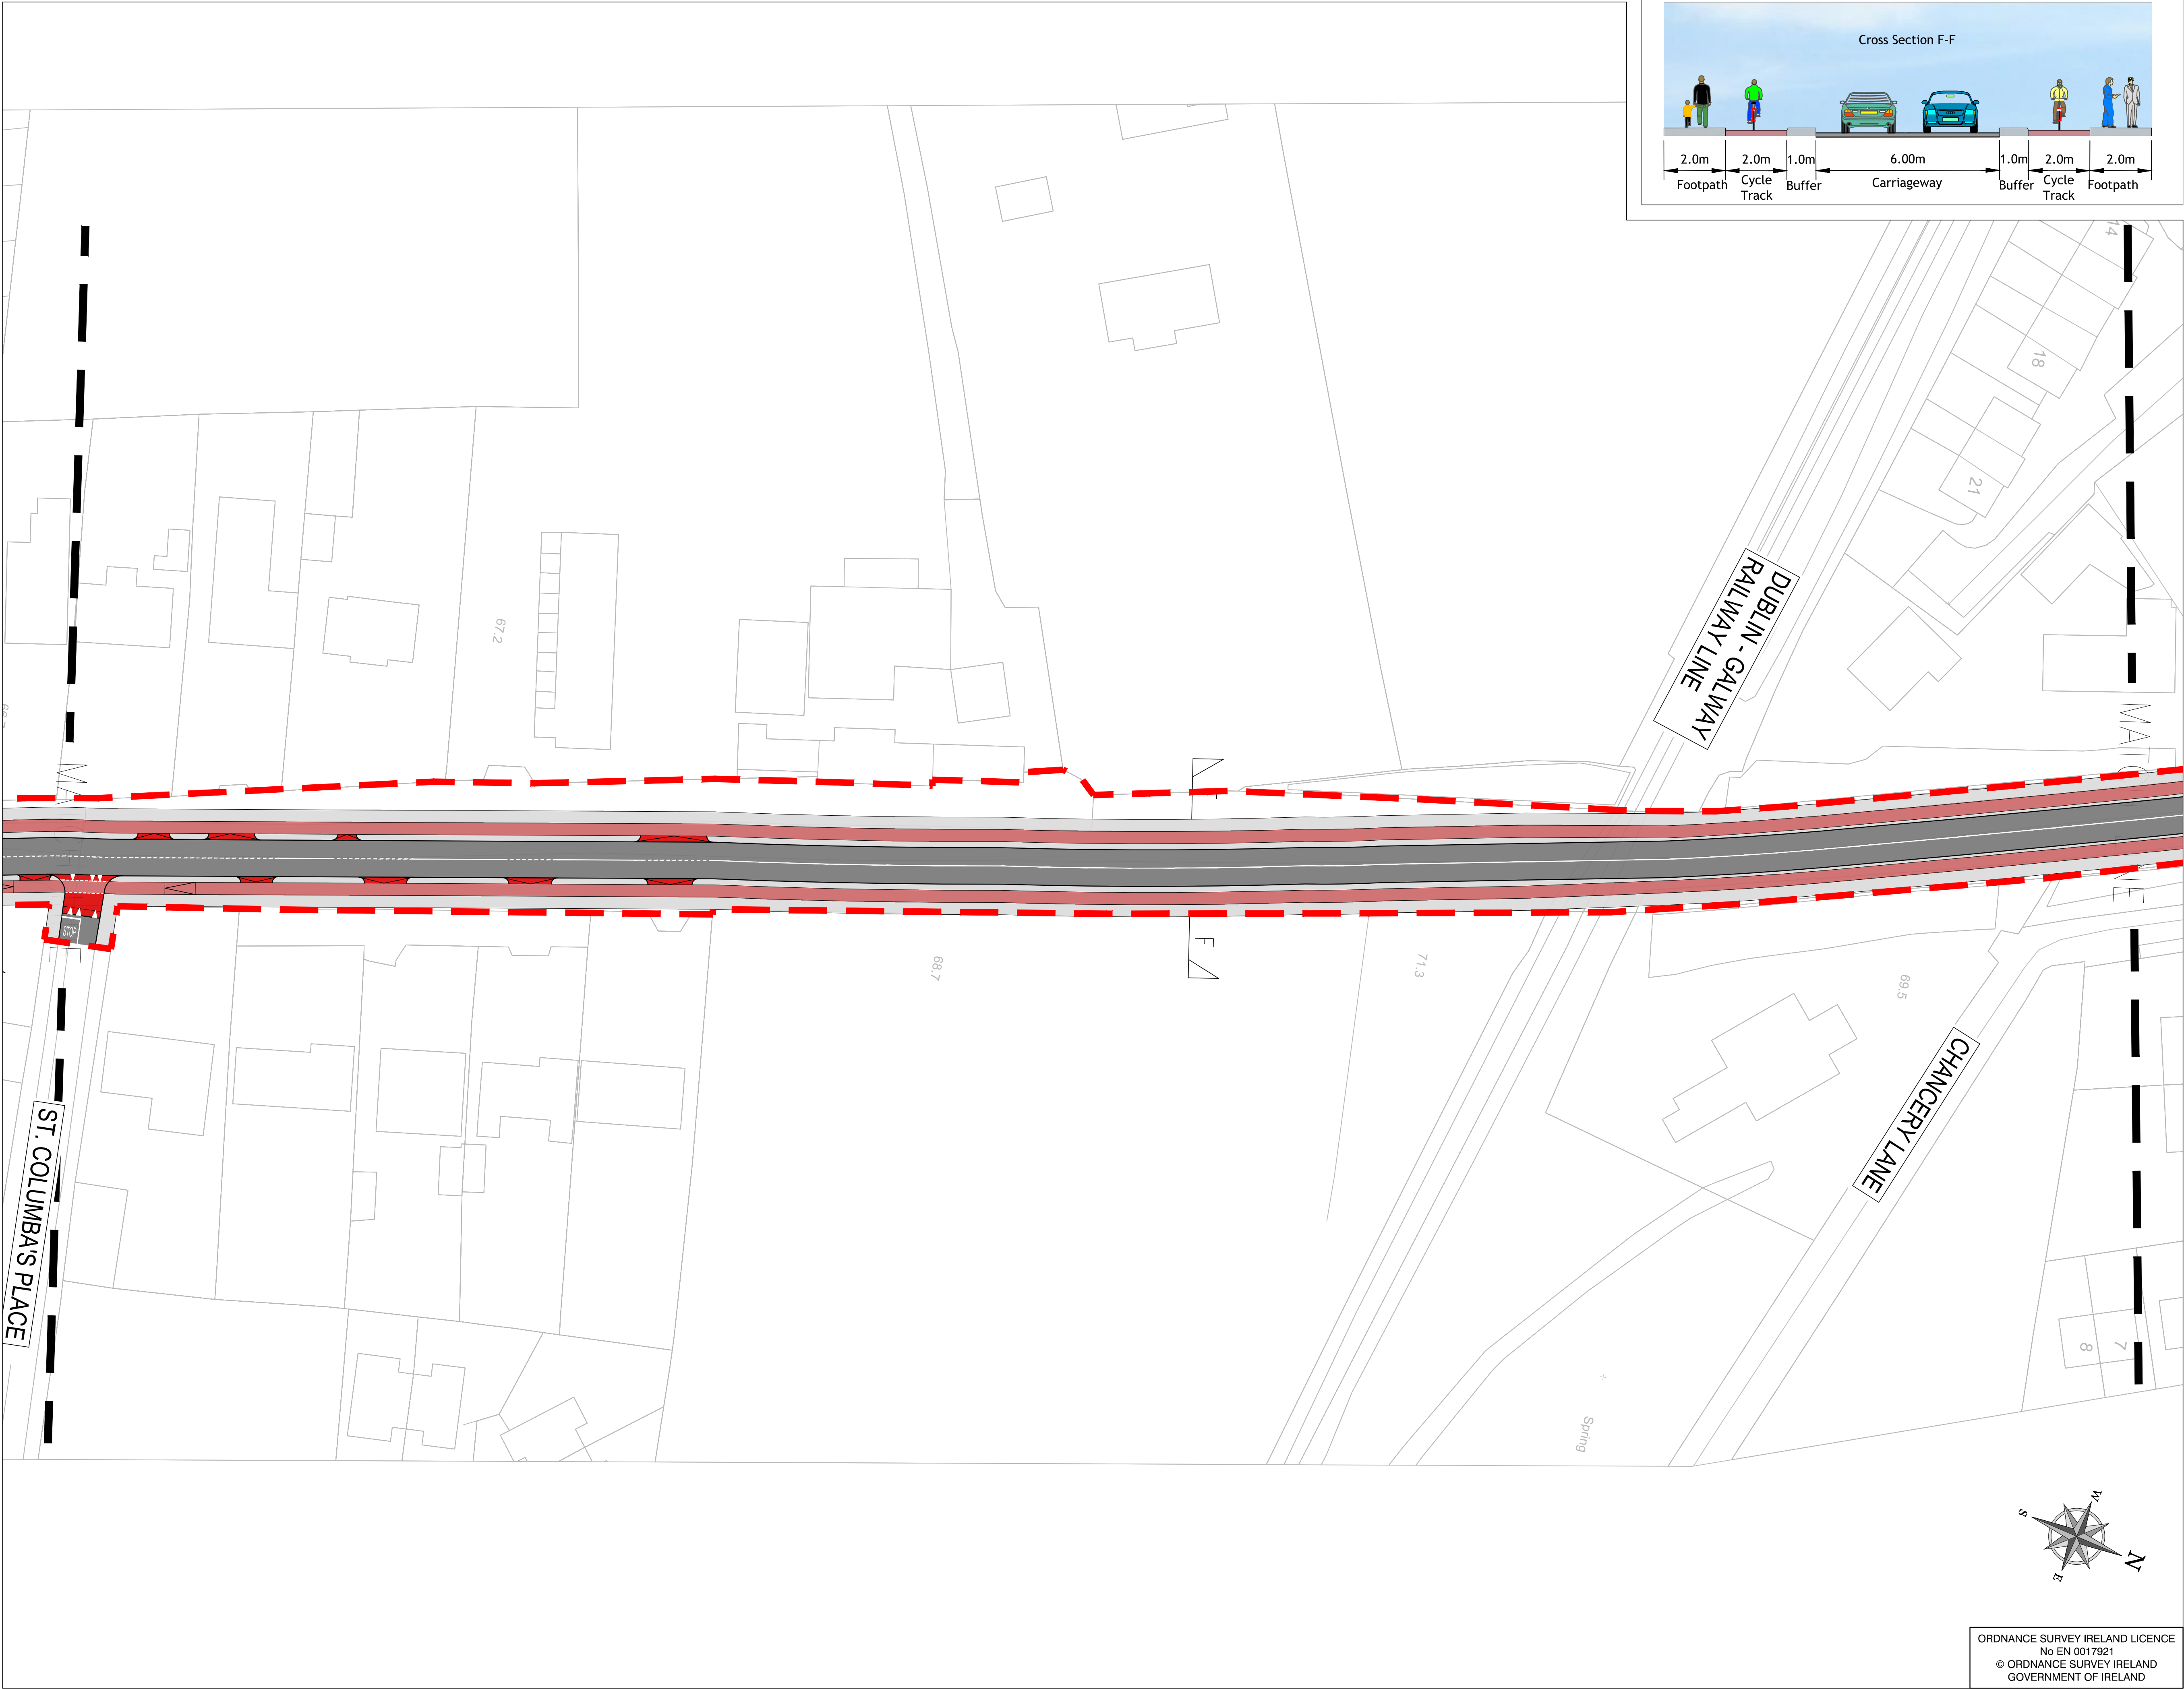 Cross Section F-F
2.0m 2.0m 1.0m 6.00m 1.0m 2.0m 2.0m
Footpath Cycle Track Buffer Carriageway Buffer Cycle Track Footpath
14
18
21
DUBLIN - GALWAY
RAILWAY LINE
67.2
F
STOP
F
68.7
71.3
69.5
CHANCERY LANE
ST. COLUMBA'S PLACE
8
7
Spring
W
S
N
E
ORDNANCE SURVEY IRELAND LICENCE
No EN 0017921
© ORDNANCE SURVEY IRELAND
GOVERNMENT OF IRELAND